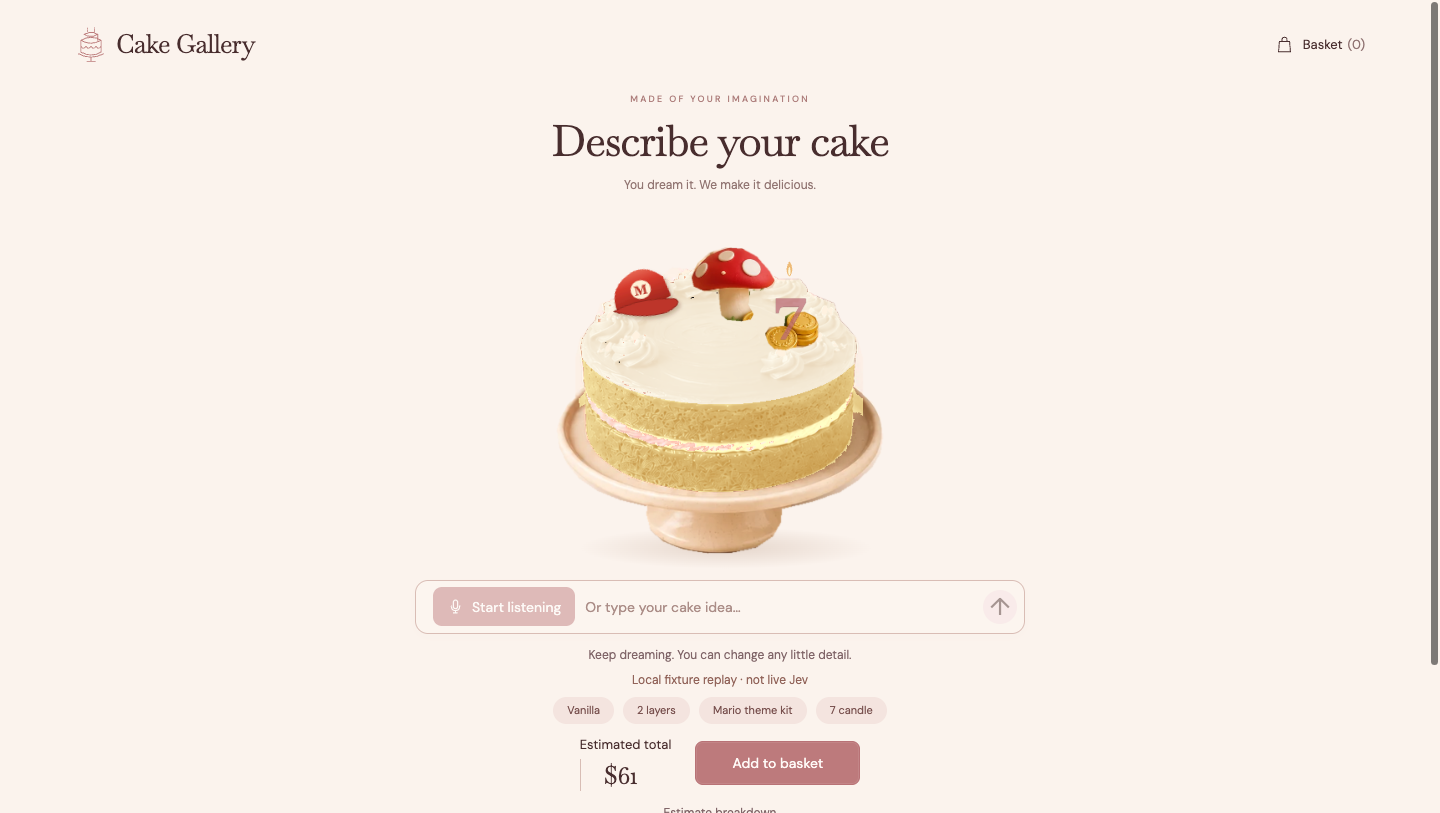 Cake Gallery
Basket (0)
MADE OF YOUR IMAGINATION
Describe your cake
You dream it. We make it delicious.
M
7
Start listening
Or type your cake idea...
Keep dreaming. You can change any little detail.
Local fixture replay · not live Jev
Vanilla
2 layers
Mario theme kit
7 candle
Estimated total
$61
Add to basket
Estimate breakdown